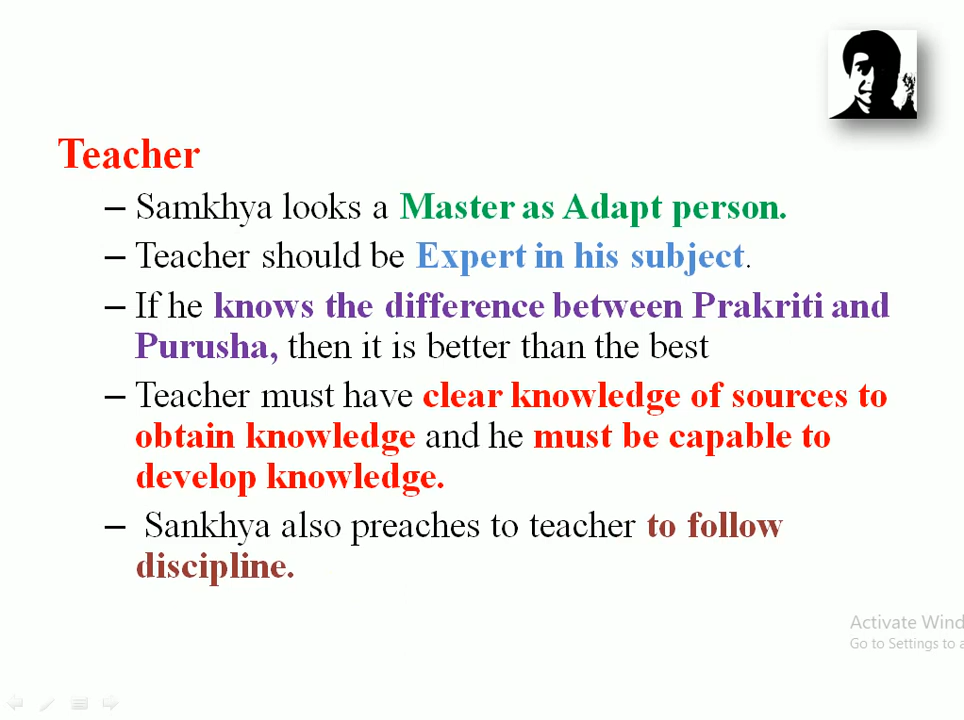 Teacher
– Samkhya looks a Master as Adapt person.
– Teacher should be Expert in his subject.
– If he knows the difference between Prakriti and
Purusha, then it is better than the best
– Teacher must have clear knowledge of sources to
obtain knowledge and he must be capable to
develop knowledge.
– Sankhya also preaches to teacher to follow
discipline.
Activate Wind
Go to Settings to a